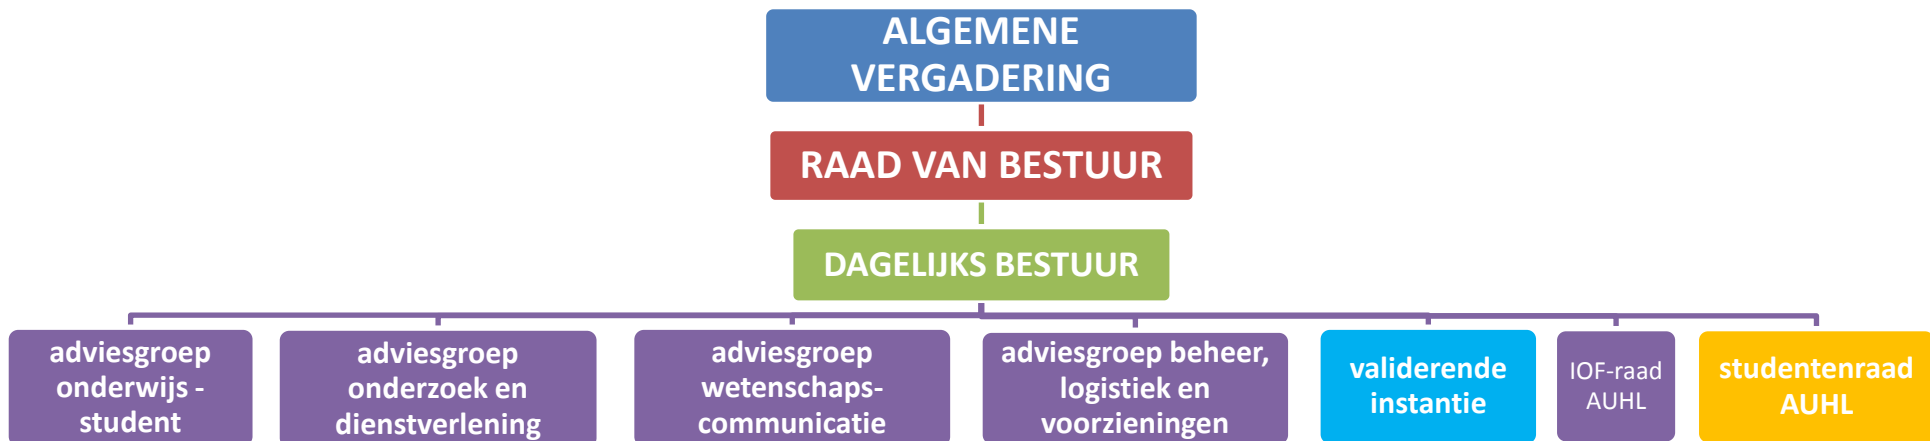 ALGEMENE
VERGADERING
RAAD VAN BESTUUR
DAGELIJKS BESTUUR
adviesgroep
onderwijs -
student
adviesgroep
onderzoek en
dienstverlening
adviesgroep
wetenschaps-
communicatie
adviesgroep beheer,
logistiek en
voorzieningen
validerende
instantie
IOF-raad
AUHL
studentenraad
AUHL